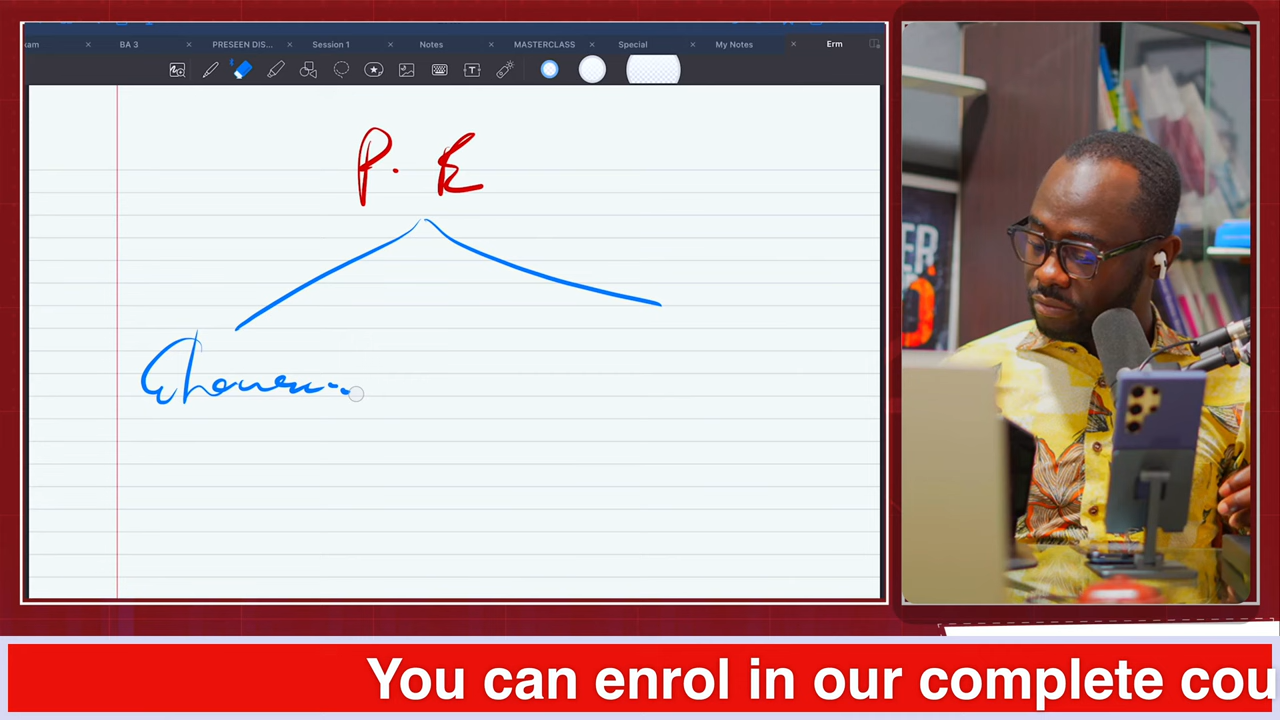 xam BA 3 PRESEEN DIS... Session 1 Notes MASTERCLASS Special My Notes Erm
P. E
You can enrol in our complete cou